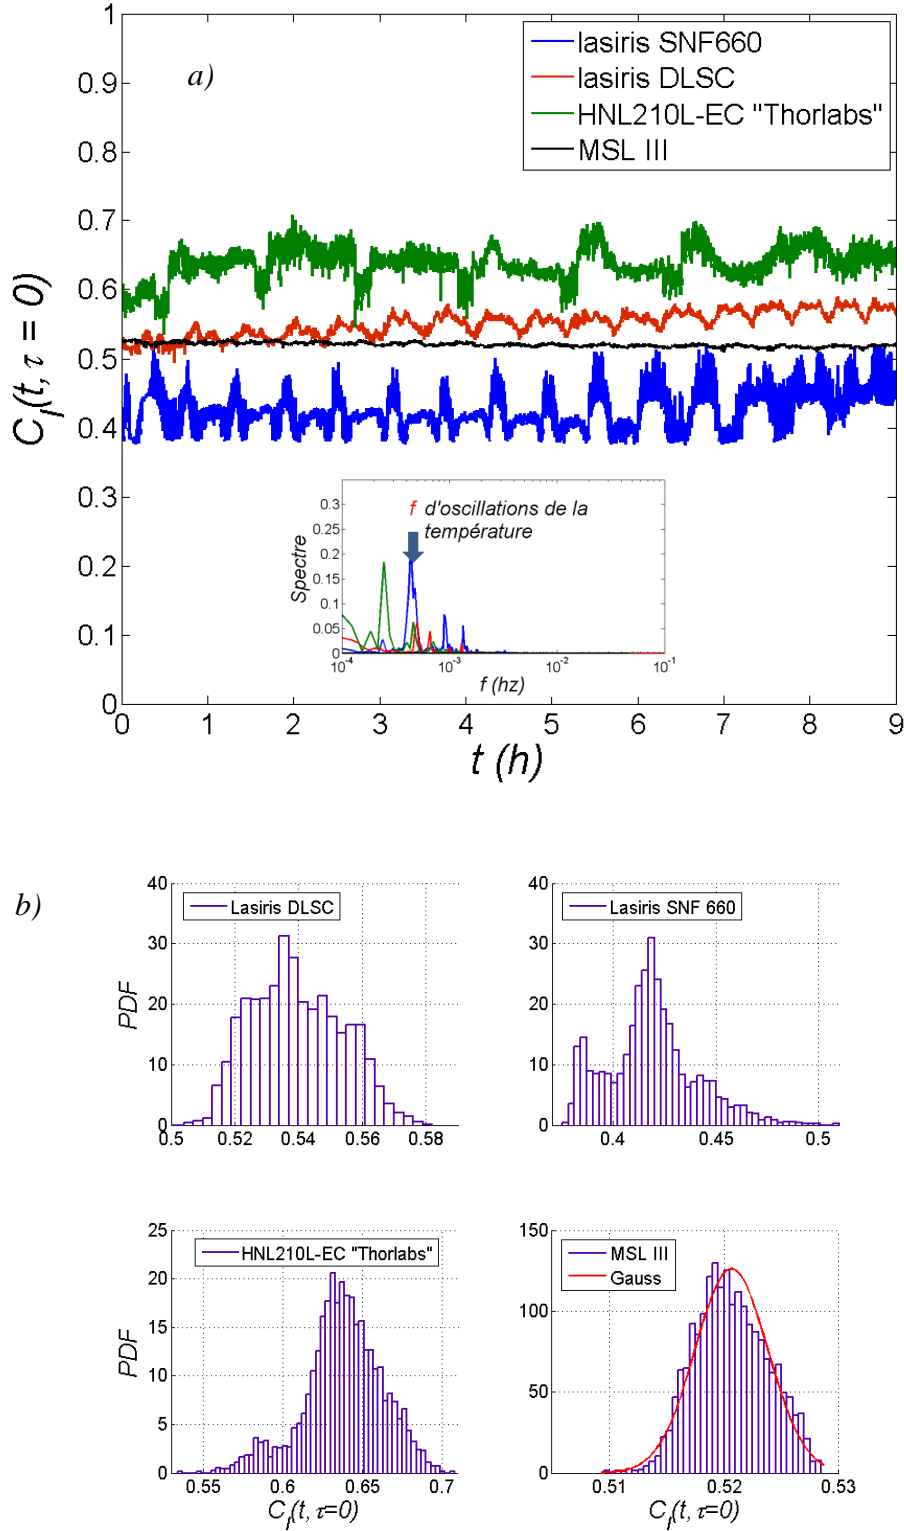 a)
lasiris SNF660
lasiris DLSC
HNL210L-EC "Thorlabs"
MSL III
1
0.9
0.8
0.7
0.6
0.5
0.4
0.3
0.2
0.1
0
C_I(t, τ = 0)
0 1 2 3 4 5 6 7 8 9
t (h)
f d'oscillations de la
température
Spectre
0.3
0.25
0.2
0.15
0.1
0.05
0
10^-4 10^-3 10^-2 10^-1
f (hz)
b)
Lasiris DLSC
PDF
40
30
20
10
0
0.5 0.52 0.54 0.56 0.58
Lasiris SNF 660
40
30
20
10
0
0.4 0.45 0.5
HNL210L-EC "Thorlabs"
PDF
25
20
15
10
5
0
0.55 0.6 0.65 0.7
C_I(t, τ=0)
MSL III
Gauss
150
100
50
0
0.51 0.52 0.53
C_I(t, τ=0)